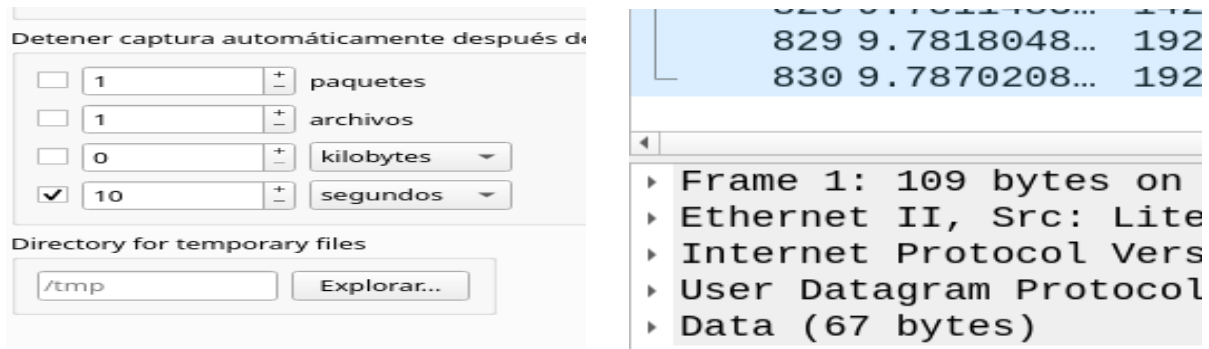 Detener captura automáticamente después de
1 + − paquetes
1 + − archivos
0 + − kilobytes
10 + − segundos
Directory for temporary files
/tmp Explorar...
829 9.7818048… 192
830 9.7870208… 192
Frame 1: 109 bytes on
Ethernet II, Src: Lite
Internet Protocol Vers
User Datagram Protocol
Data (67 bytes)